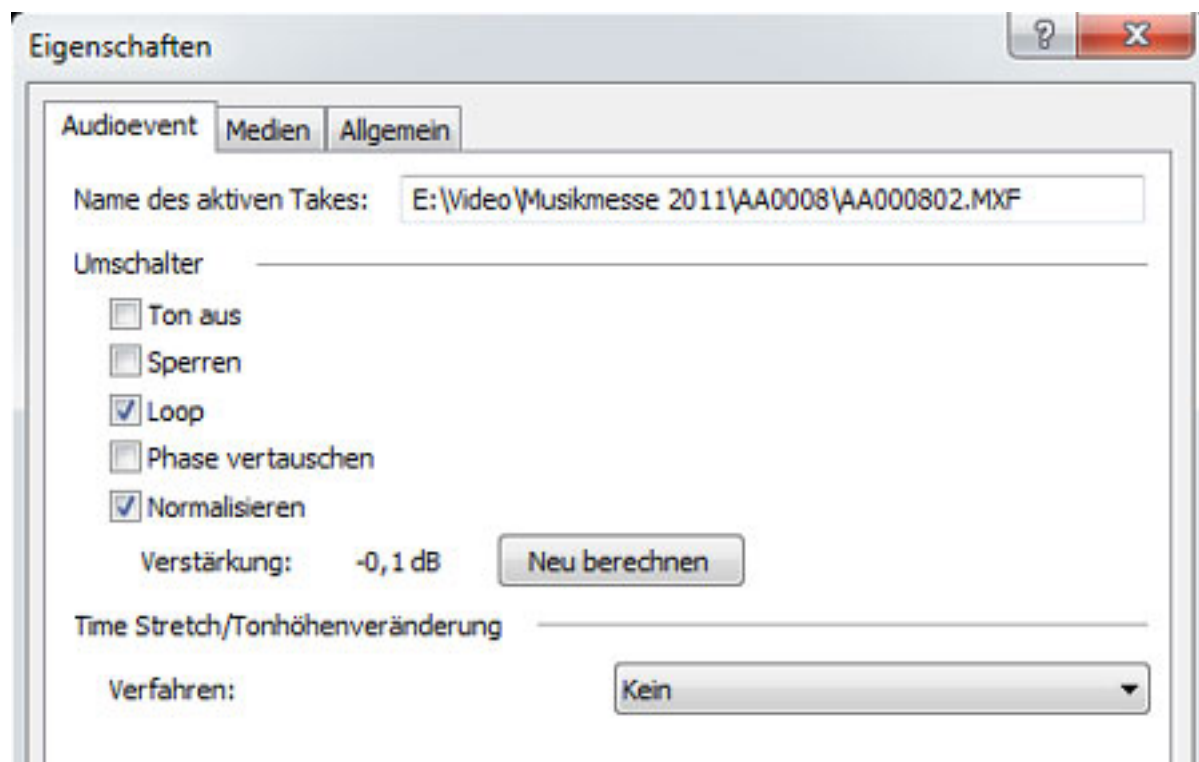 Eigenschaften
Audioevent Medien Allgemein
Name des aktiven Takes: E:\Video\Musikmesse 2011\AA0008\AA000802.MXF
Umschalter
Ton aus
Sperren
Loop
Phase vertauschen
Normalisieren
Verstärkung: -0,1 dB Neu berechnen
Time Stretch/Tonhöhenveränderung
Verfahren: Kein